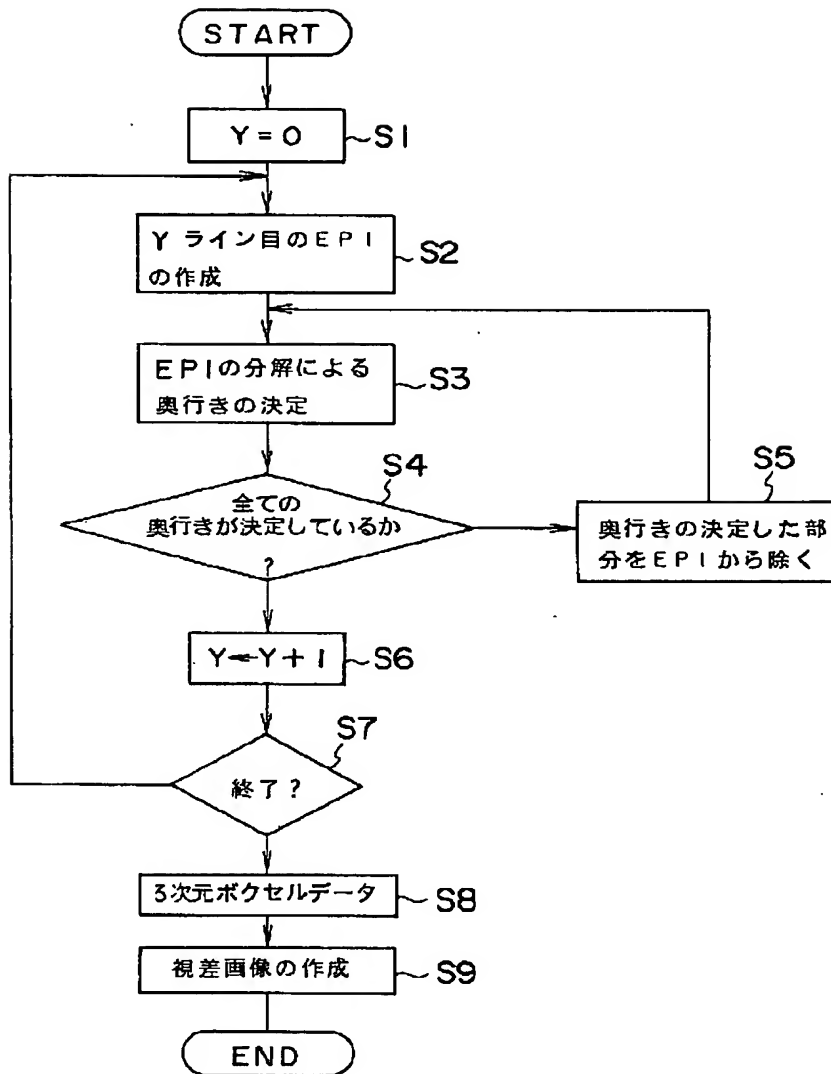 START
Y=0
S1
Y ライン目のEPI
の作成
S2
EPIの分解による
奥行きの決定
S3
S4
全ての
奥行きが決定しているか
?
S5
奥行きの決定した部
分をEPIから除く
Y←Y+1
S6
S7
終了?
3次元ボクセルデータ
S8
視差画像の作成
S9
END